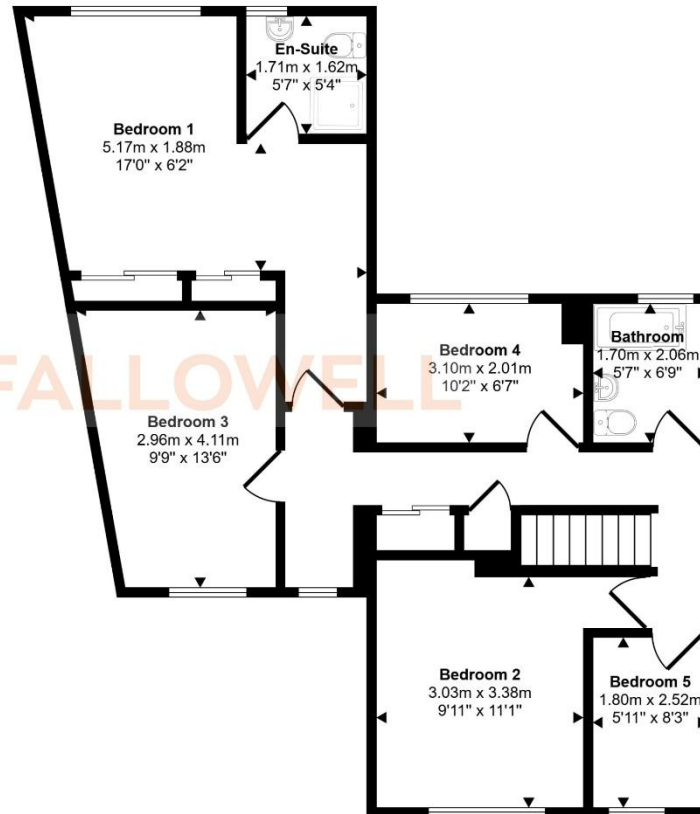 En-Suite
1.71m x 1.62m
5'7" x 5'4"
Bedroom 1
5.17m x 1.88m
17'0" x 6'2"
Bathroom
1.70m x 2.06m
5'7" x 6'9"
Bedroom 4
3.10m x 2.01m
10'2" x 6'7"
FALLOWELL
Bedroom 3
2.96m x 4.11m
9'9" x 13'6"
Bedroom 2
3.03m x 3.38m
9'11" x 11'1"
Bedroom 5
1.80m x 2.52m
5'11" x 8'3"